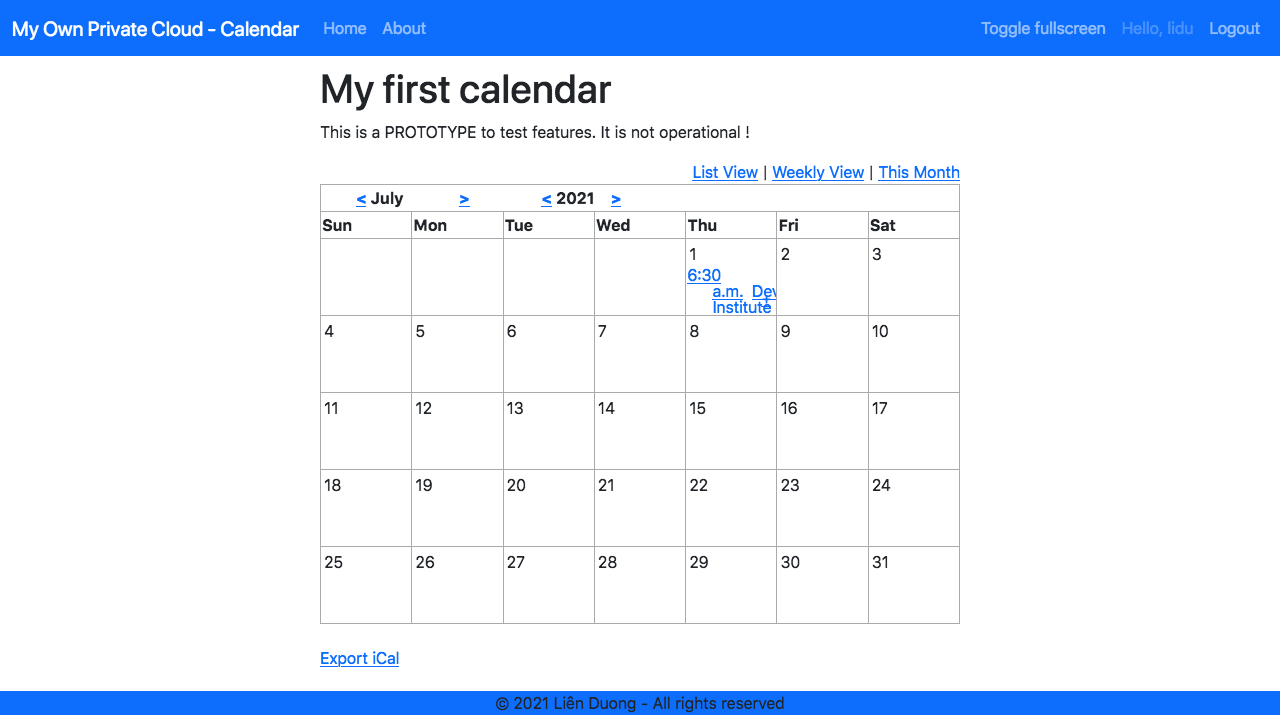 My Own Private Cloud - Calendar Home About Toggle fullscreen Hello, lidu Logout
My first calendar
This is a PROTOTYPE to test features. It is not operational !
List View | Weekly View | This Month
< July > < 2021 >
Sun Mon Tue Wed Thu Fri Sat
1 2 3
6:30
a.m.
Institute
4 5 6 7 8 9 10
11 12 13 14 15 16 17
18 19 20 21 22 23 24
25 26 27 28 29 30 31
Export iCal
© 2021 Liên Duong - All rights reserved